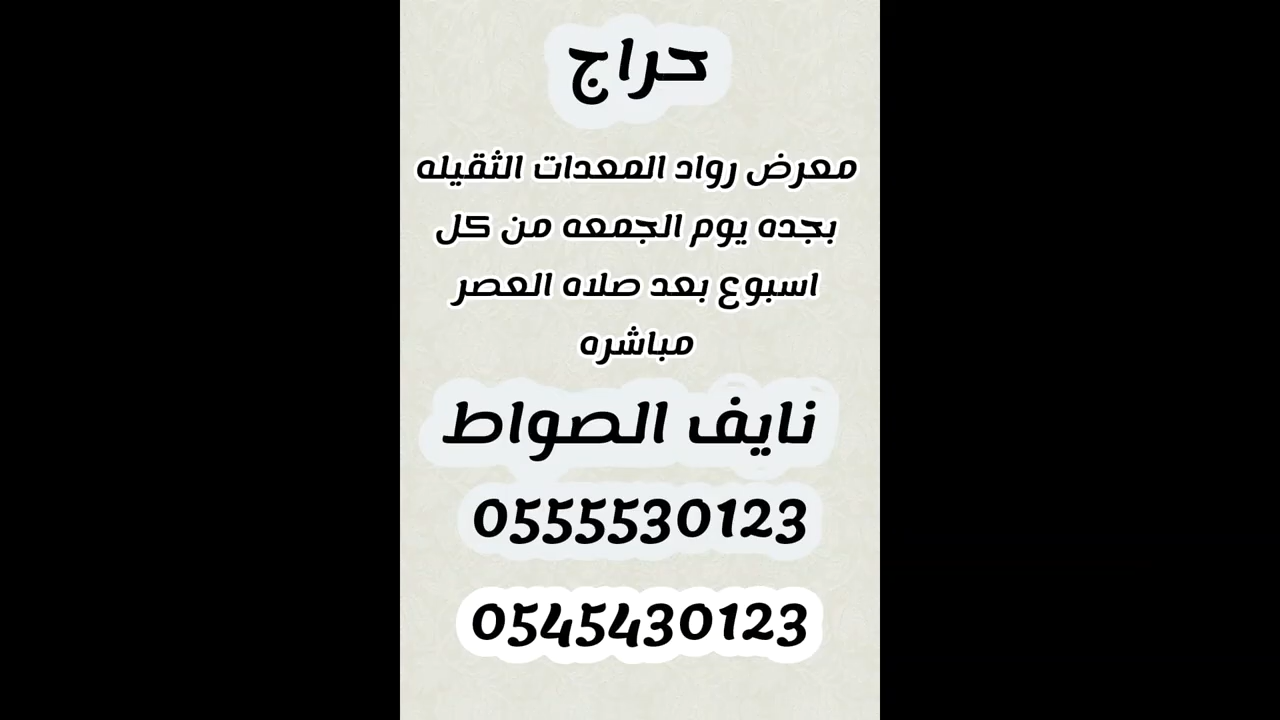 حراج
معرض رواد المعدات الثقيله
بجده يوم الجمعه من كل
اسبوع بعد صلاه العصر
مباشره
نايف الصواط
0555530123
0545430123